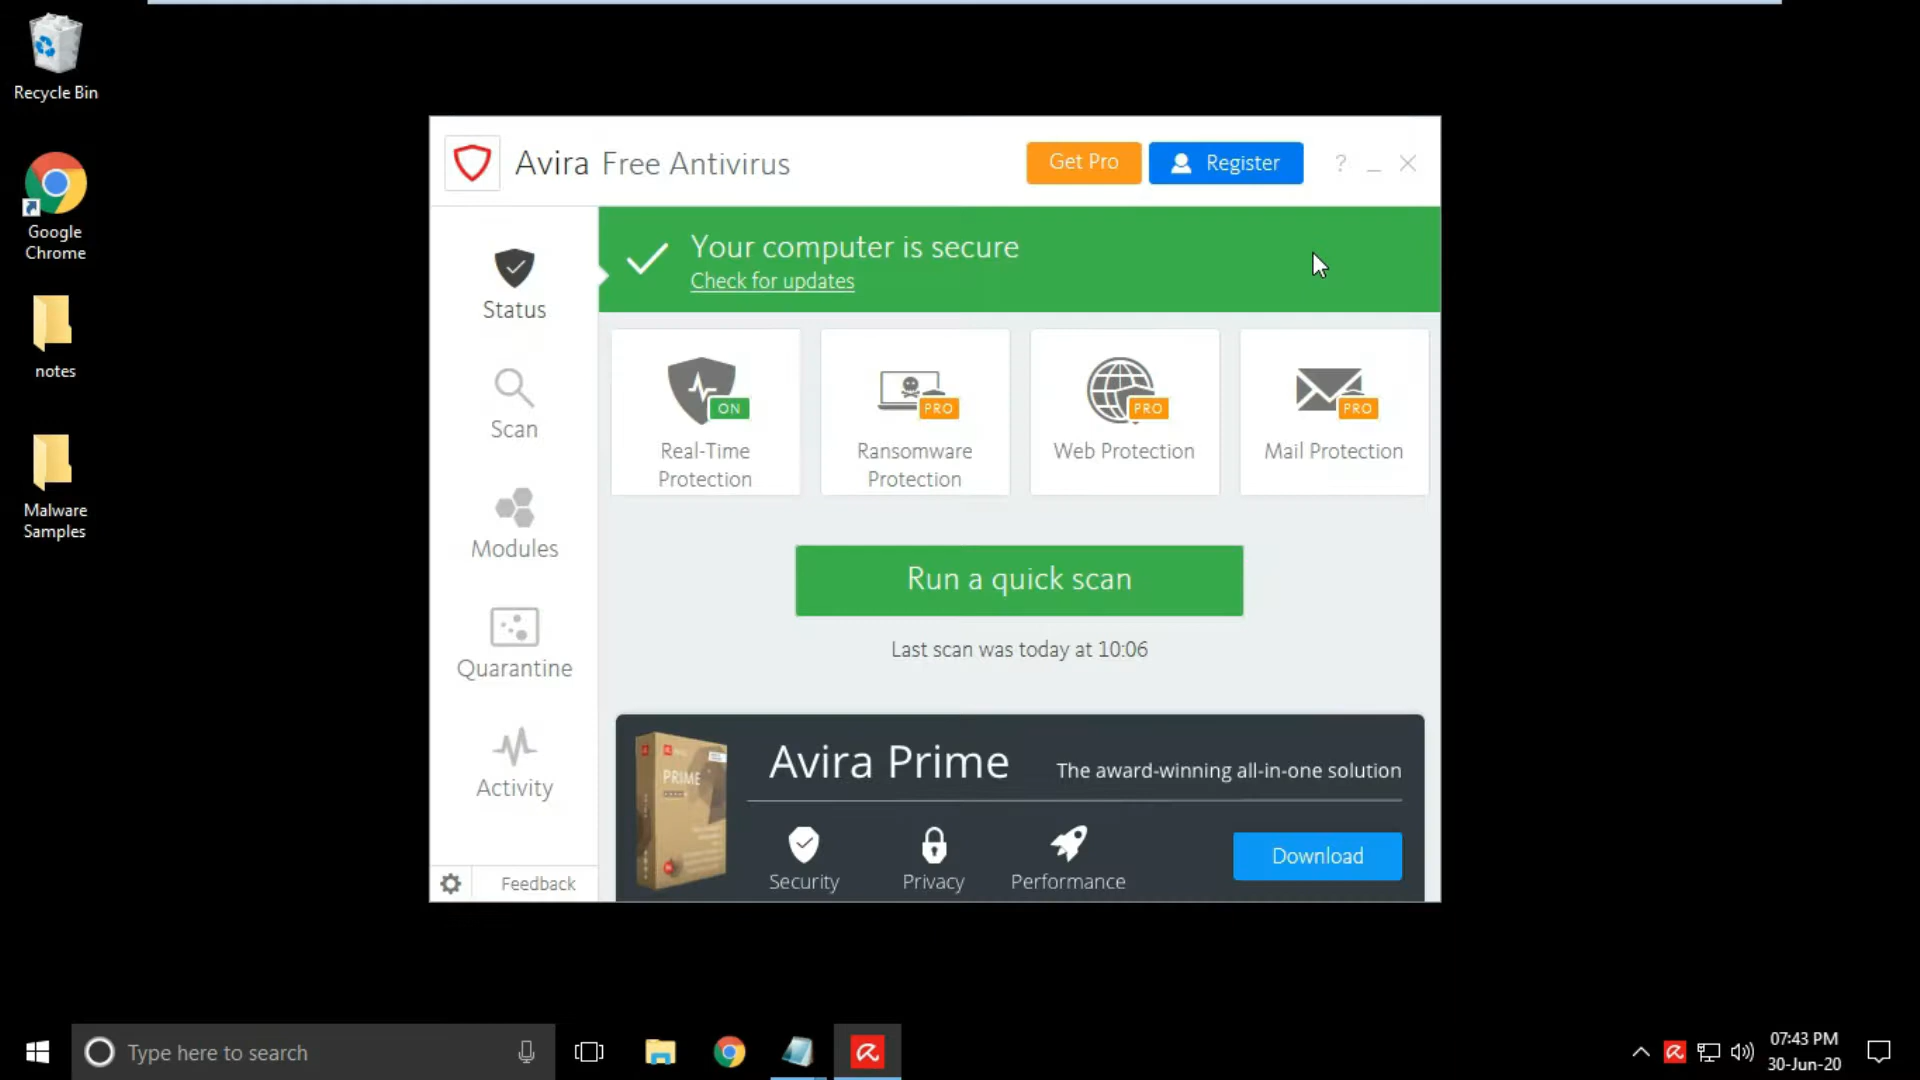 Recycle Bin
Google
Chrome
notes
Malware
Samples
Avira Free Antivirus
Get Pro
Register
?
Your computer is secure
Check for updates
Status
Scan
Modules
Quarantine
Activity
Feedback
ON
Real-Time
Protection
PRO
Ransomware
Protection
PRO
Web Protection
PRO
Mail Protection
Run a quick scan
Last scan was today at 10:06
PRIME
Avira Prime
The award-winning all-in-one solution
Security
Privacy
Performance
Download
Type here to search
07:43 PM
30-Jun-20